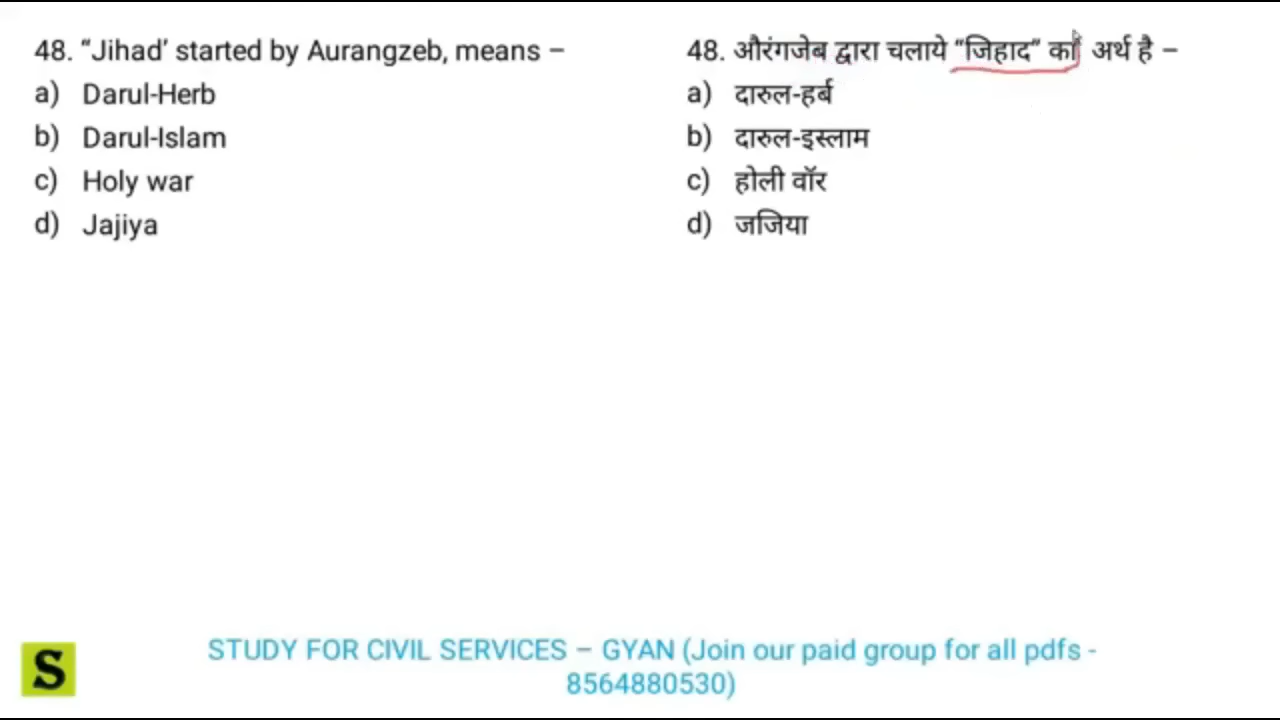 48. “Jihad’ started by Aurangzeb, means –
a) Darul-Herb
b) Darul-Islam
c) Holy war
d) Jajiya
48. औरंगजेब द्वारा चलाये “जिहाद” का अर्थ है –
a) दारुल-हर्ब
b) दारुल-इस्लाम
c) होली वॉर
d) जजिया
S
STUDY FOR CIVIL SERVICES – GYAN (Join our paid group for all pdfs -
8564880530)